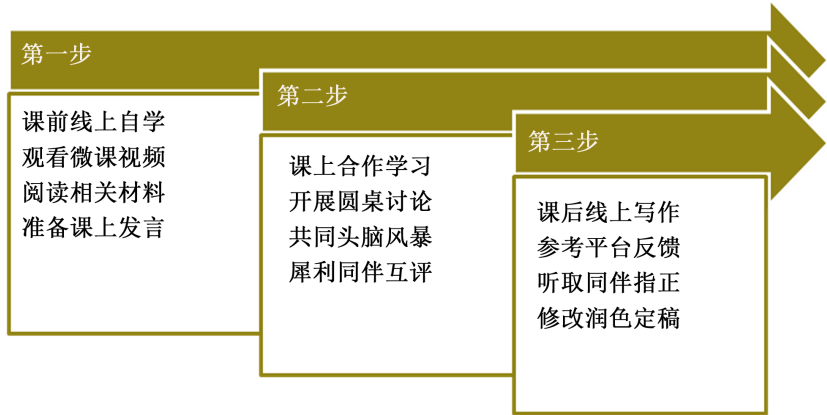 第一步
课前线上自学
观看微课视频
阅读相关材料
准备课上发言
第二步
课上合作学习
开展圆桌讨论
共同头脑风暴
犀利同伴互评
第三步
课后线上写作
参考平台反馈
听取同伴指正
修改润色定稿